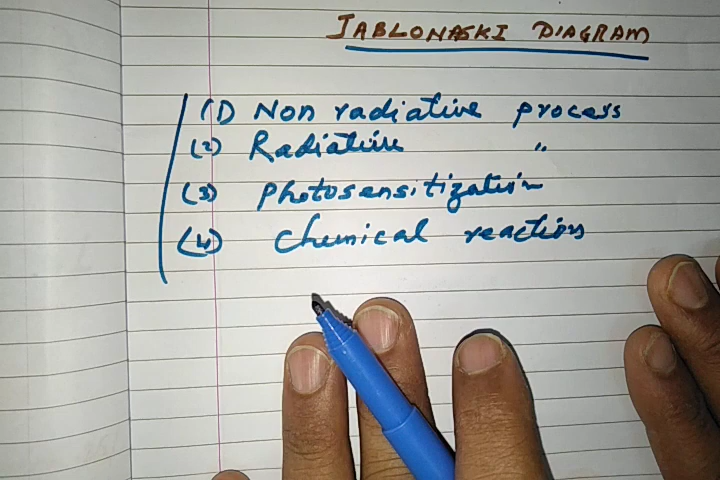 JABLONASKI DIAGRAM
(1) Non radiative process
(2) Radiative "
(3) Photosensitization
(4) Chemical reactions